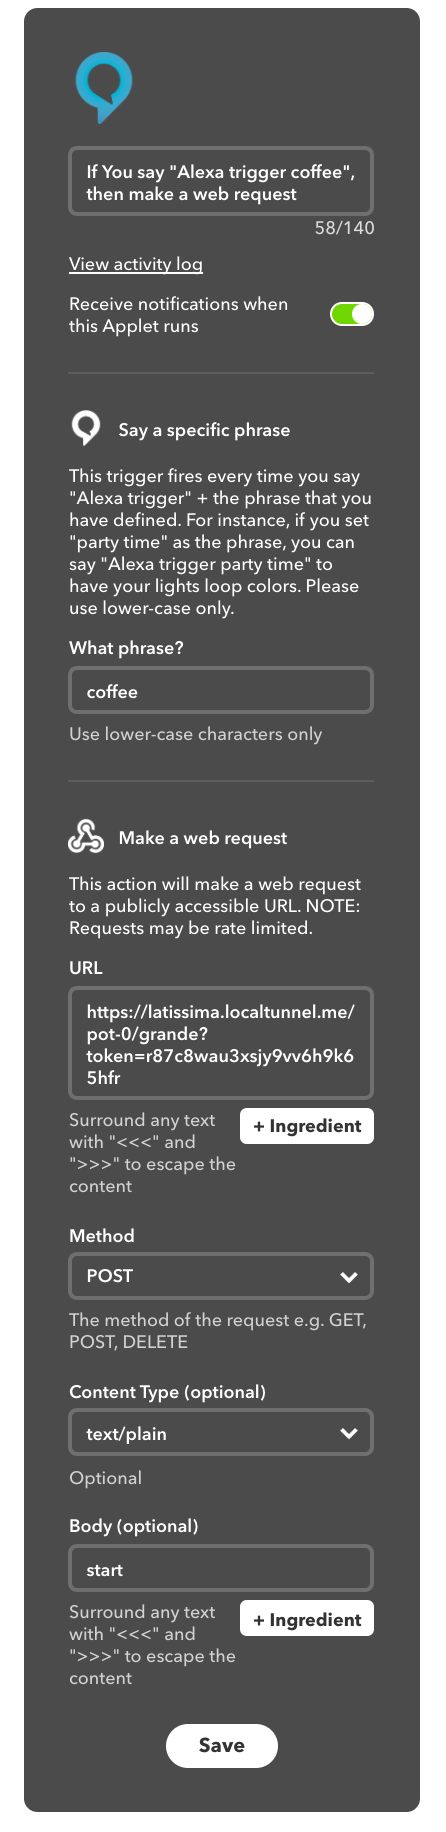 If You say "Alexa trigger coffee",
then make a web request
58/140
View activity log
Receive notifications when
this Applet runs
Say a specific phrase
This trigger fires every time you say
"Alexa trigger" + the phrase that you
have defined. For instance, if you set
"party time" as the phrase, you can
say "Alexa trigger party time" to
have your lights loop colors. Please
use lower-case only.
What phrase?
coffee
Use lower-case characters only
Make a web request
This action will make a web request
to a publicly accessible URL. NOTE:
Requests may be rate limited.
URL
https://latissima.localtunnel.me/
pot-0/grande?
token=r87c8wau3xsjy9vv6h9k6
5hfr
Surround any text
with "<<<" and
">>>" to escape the
content
+ Ingredient
Method
POST
The method of the request e.g. GET,
POST, DELETE
Content Type (optional)
text/plain
Optional
Body (optional)
start
Surround any text
with "<<<" and
">>>" to escape the
content
+ Ingredient
Save